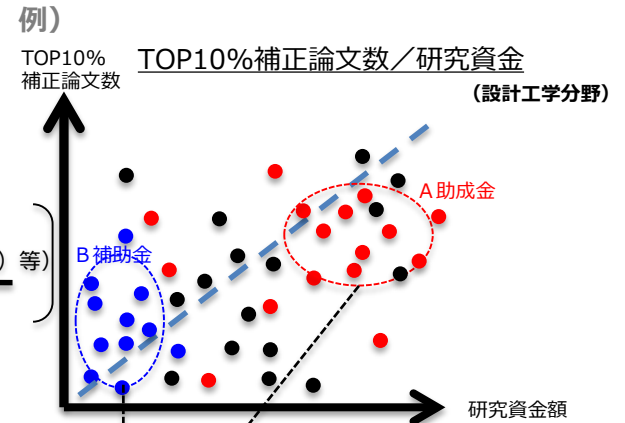 例）
TOP10%
補正論文数
TOP10%補正論文数／研究資金
（設計工学分野）
Ａ助成金
Ｂ補助金
）等
研究資金額